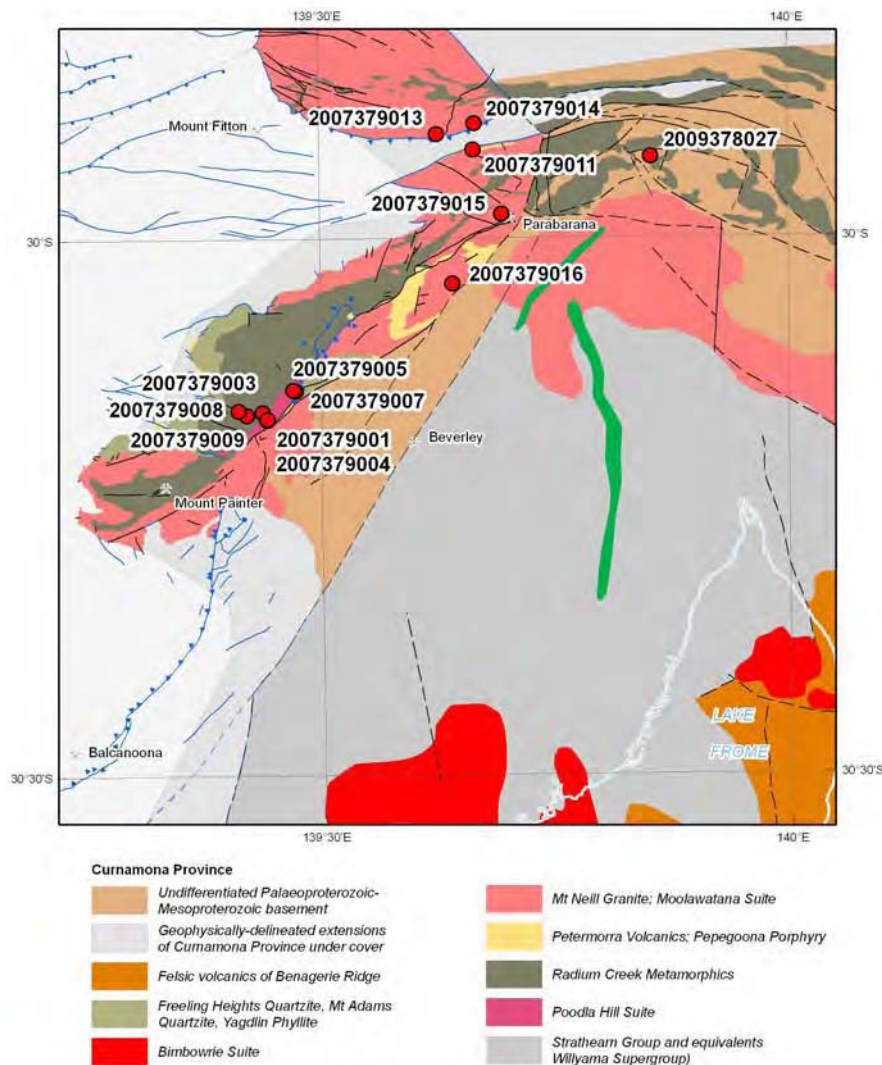 139°30'E
140°E
Mount Fitton
2007379013
2007379014
2009378027
2007379011
2007379015
Parabarana
30°S
30°S
2007379016
2007379003
2007379005
2007379008
2007379007
2007379009
2007379001
2007379004
Beverley
Mount Painter
LAKE
FROME
Balcanoona
30°30'S
30°30'S
139°30'E
140°E
Curnamona Province
Undifferentiated Palaeoproterozoic-
Mesoproterozoic basement
Geophysically-delineated extensions
of Curnamona Province under cover
Felsic volcanics of Benagerie Ridge
Freeling Heights Quartzite, Mt Adams
Quartzite, Yagdlin Phyllite
Bimbowrie Suite
Mt Neill Granite; Moolawatana Suite
Petermorra Volcanics; Pepegoona Porphyry
Radium Creek Metamorphics
Poodla Hill Suite
Strathearn Group and equivalents
Willyama Supergroup)